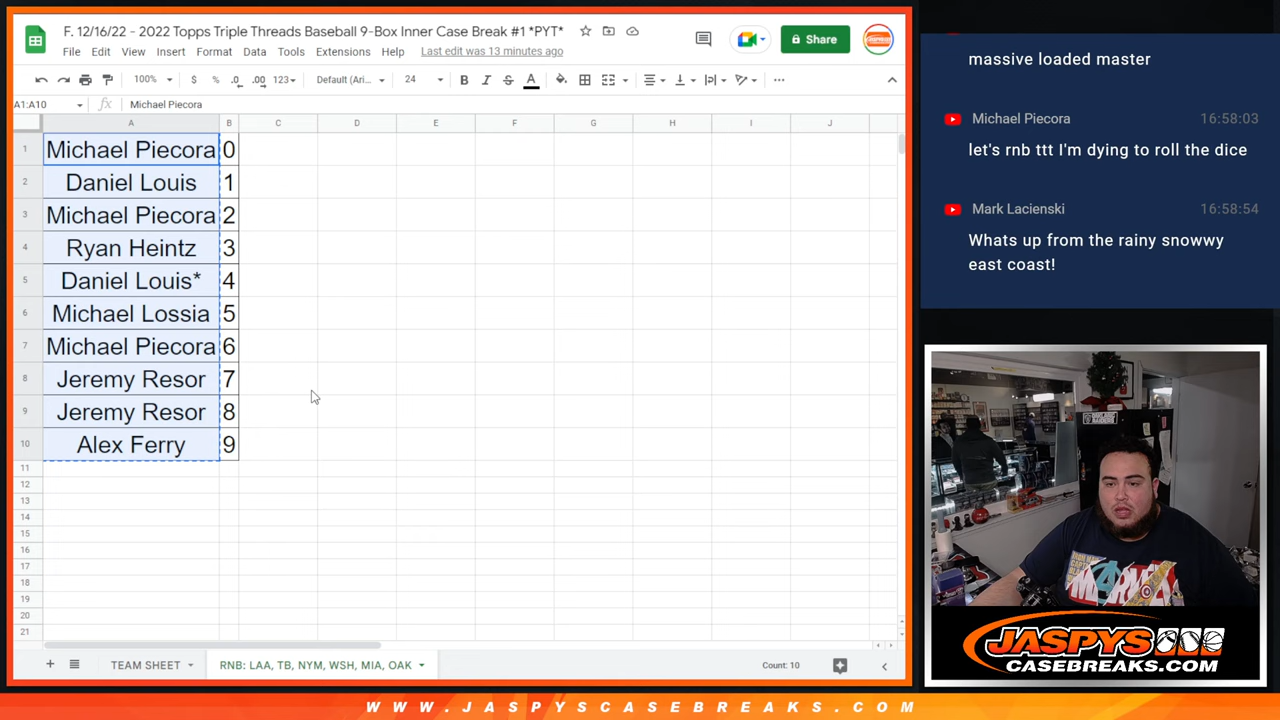 F. 12/16/22 - 2022 Topps Triple Threads Baseball 9-Box Inner Case Break #1 *PYT*
File Edit View Insert Format Data Tools Extensions Help Last edit was 13 minutes ago
Share
100% $ % .0 .00 123 Default (Ari... 24 B I S A
A1:A10 fx Michael Piecora
A B C D E F G H I J
1 Michael Piecora 0
2 Daniel Louis 1
3 Michael Piecora 2
4 Ryan Heintz 3
5 Daniel Louis* 4
6 Michael Lossia 5
7 Michael Piecora 6
8 Jeremy Resor 7
9 Jeremy Resor 8
10 Alex Ferry 9
11
12
13
14
15
16
17
18
19
20
21
TEAM SHEET RNB: LAA, TB, NYM, WSH, MIA, OAK Count: 10
massive loaded master
Michael Piecora 16:58:03
let's rnb ttt I'm dying to roll the dice
Mark Lacienski 16:58:54
Whats up from the rainy snowwy
east coast!
MARVEL
JASPYS
CASEBREAKS.COM
WWW.JASPYSCASEBREAKS.COM